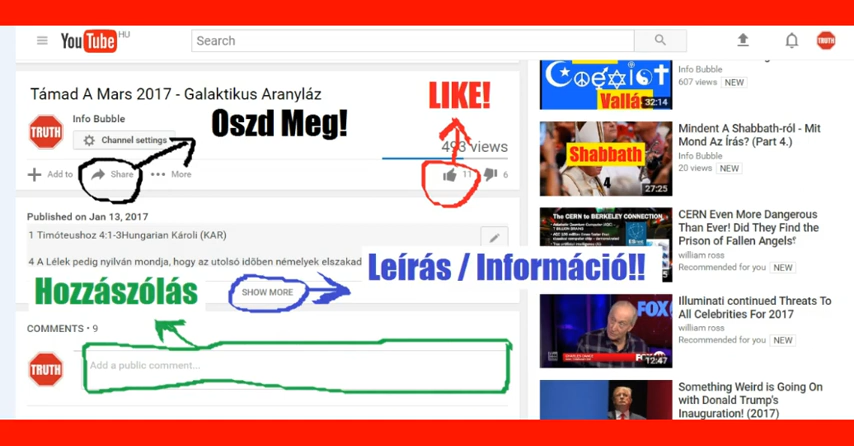 YouTube HU
Search
TRUTH
Támad A Mars 2017 - Galaktikus Aranyláz
TRUTH
Info Bubble
Channel settings
Oszd Meg!
LIKE!
493 views
Add to
Share
More
11
6
Published on Jan 13, 2017
1 Timóteushoz 4:1-3Hungarian Károli (KAR)
4 A Lélek pedig nyilván mondja, hogy az utolsó időben némelyek elszakad
Leírás / Információ!!
Hozzászólás
SHOW MORE
COMMENTS • 9
TRUTH
Add a public comment...
Coexist
Vallá
32:14
Info Bubble
607 views NEW
Shabbath
4
27:25
Mindent A Shabbath-ról - Mit
Mond Az Írás? (Part 4.)
Info Bubble
20 views NEW
The CERN to BERKELEY CONNECTION
CERN Even More Dangerous
Than Ever! Did They Find the
Prison of Fallen Angels"
william ross
Recommended for you NEW
FOX
12:47
Illuminati continued Threats To
All Celebrities For 2017
william ross
Recommended for you NEW
Something Weird is Going On
with Donald Trump's
Inauguration! (2017)